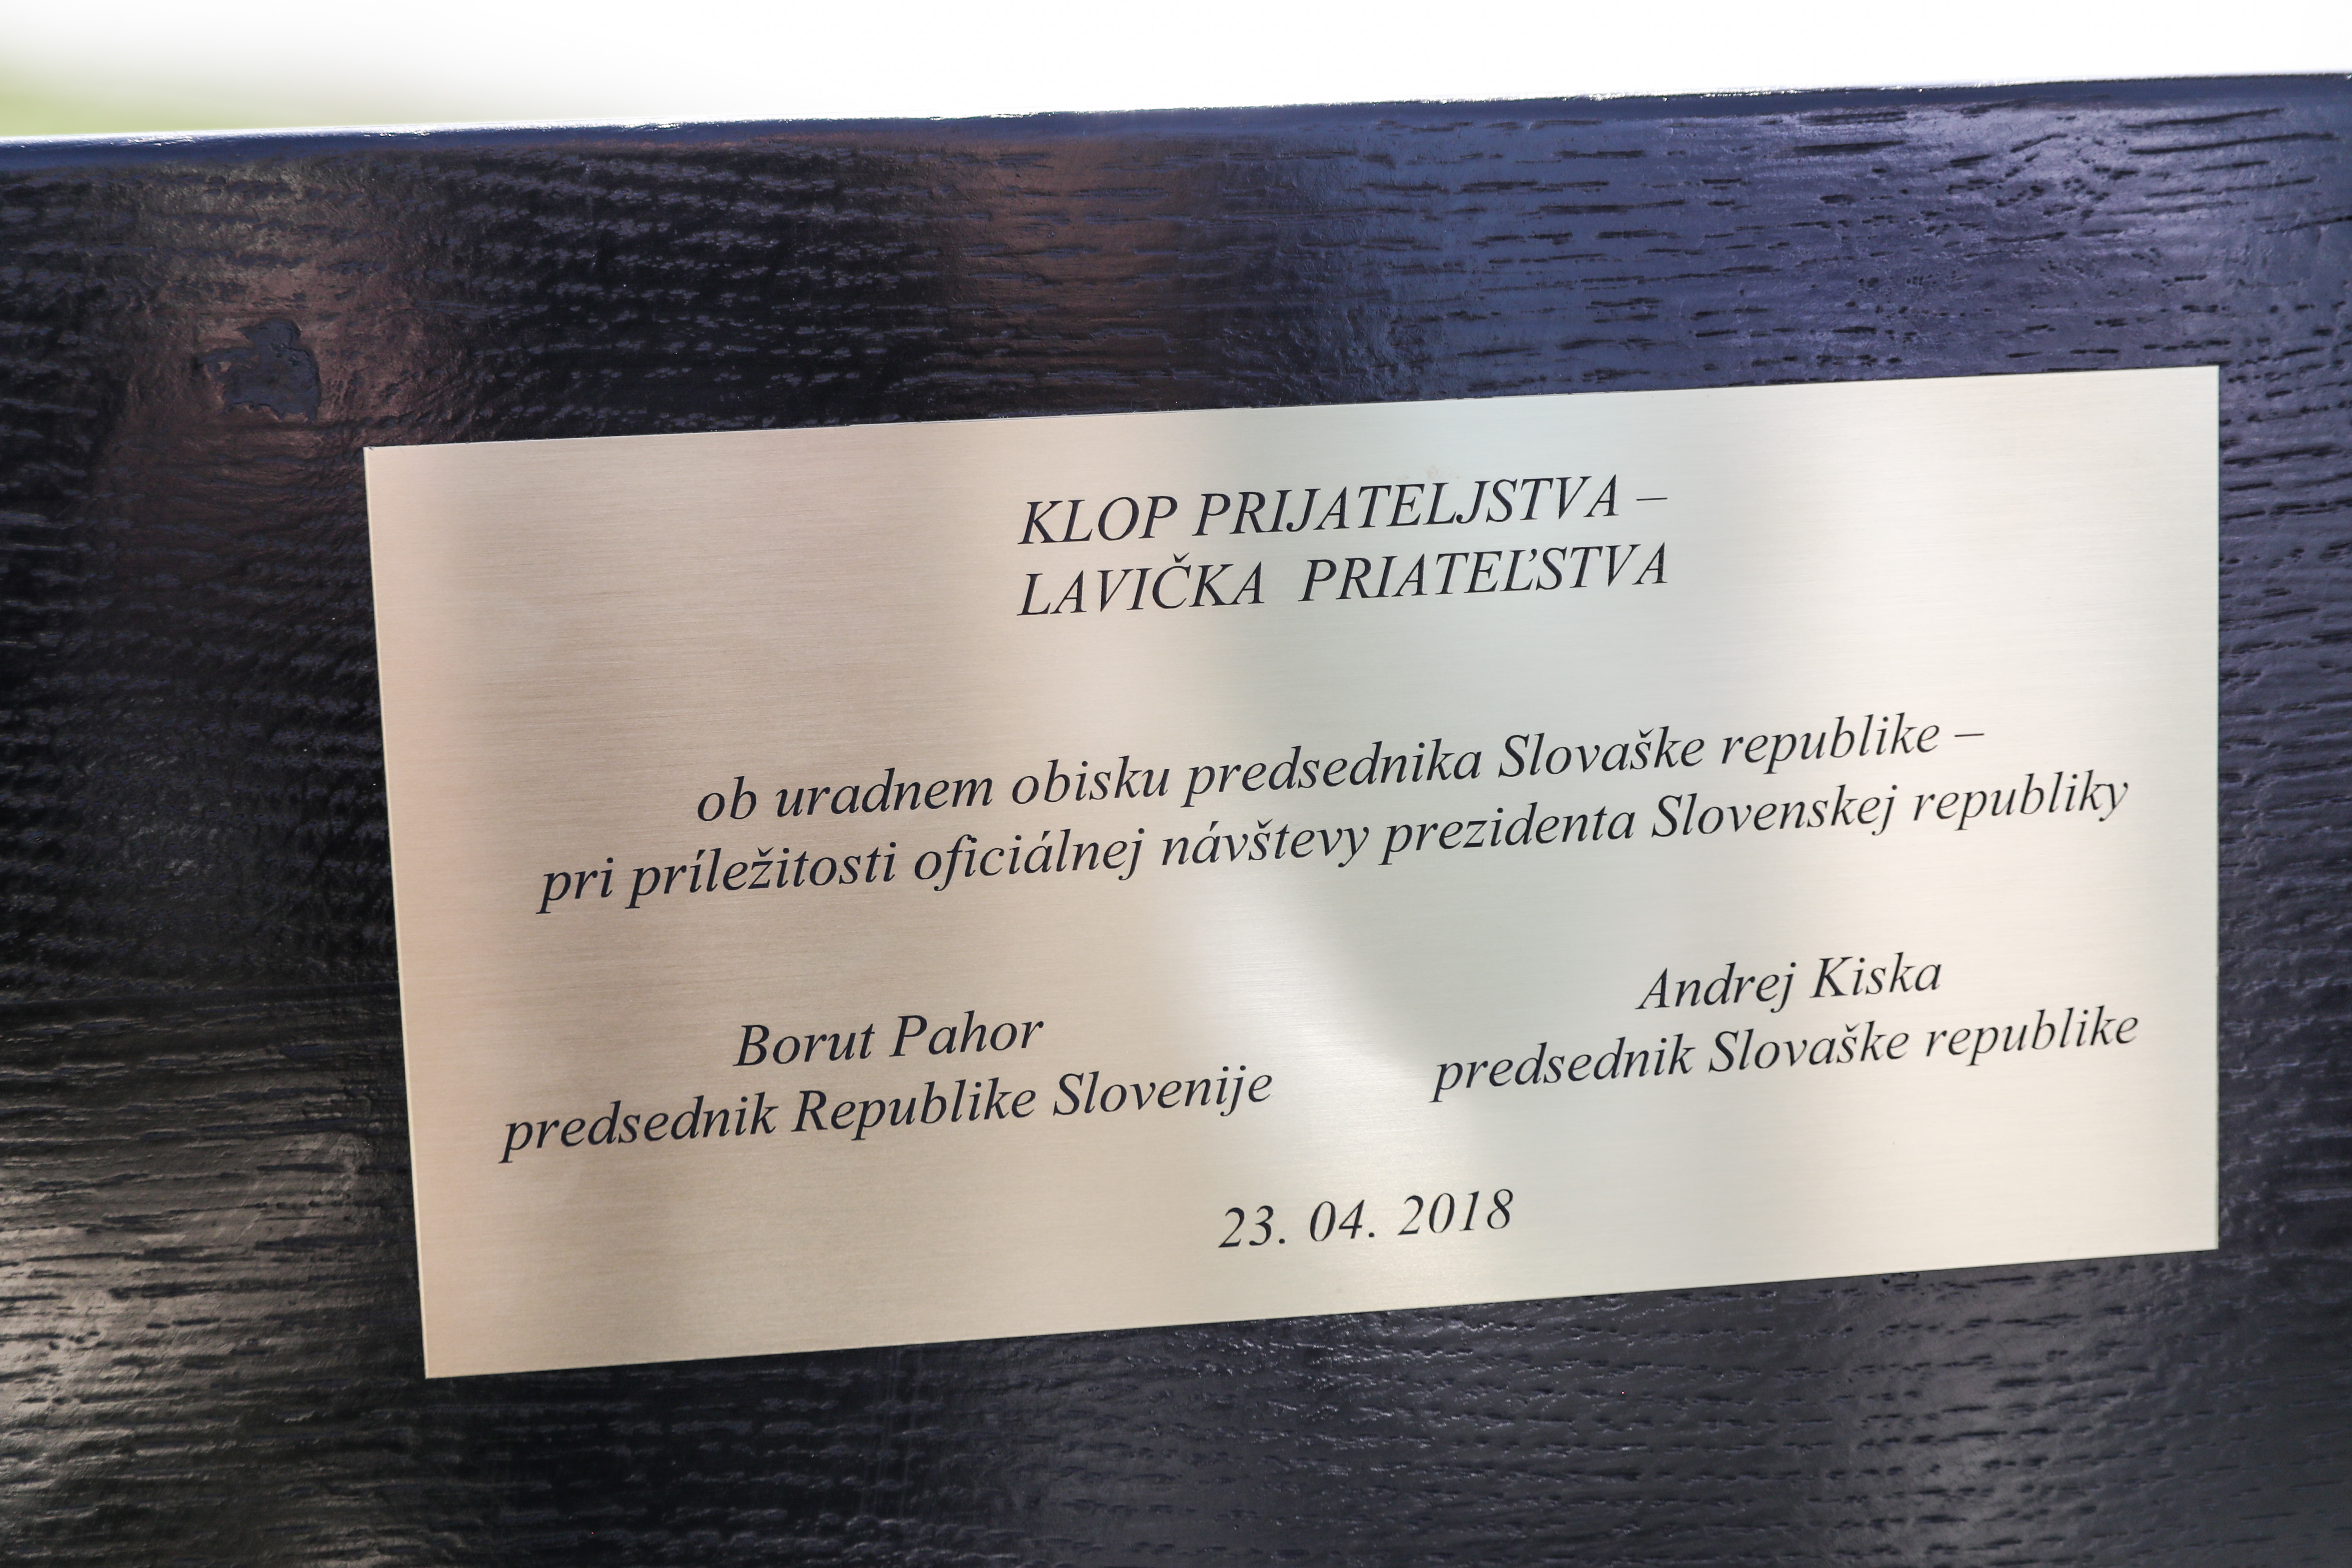 KLOP PRIJATELJSTVA –
LAVIČKA PRIATEĽSTVA
ob uradnem obisku predsednika Slovaške republike –
pri príležitosti oficiálnej návštevy prezidenta Slovenskej republiky
Borut Pahor
predsednik Republike Slovenije
Andrej Kiska
predsednik Slovaške republike
23. 04. 2018